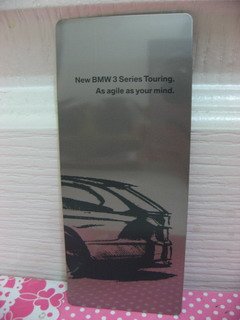 New BMW 3 Series Touring.
As agile as your mind.